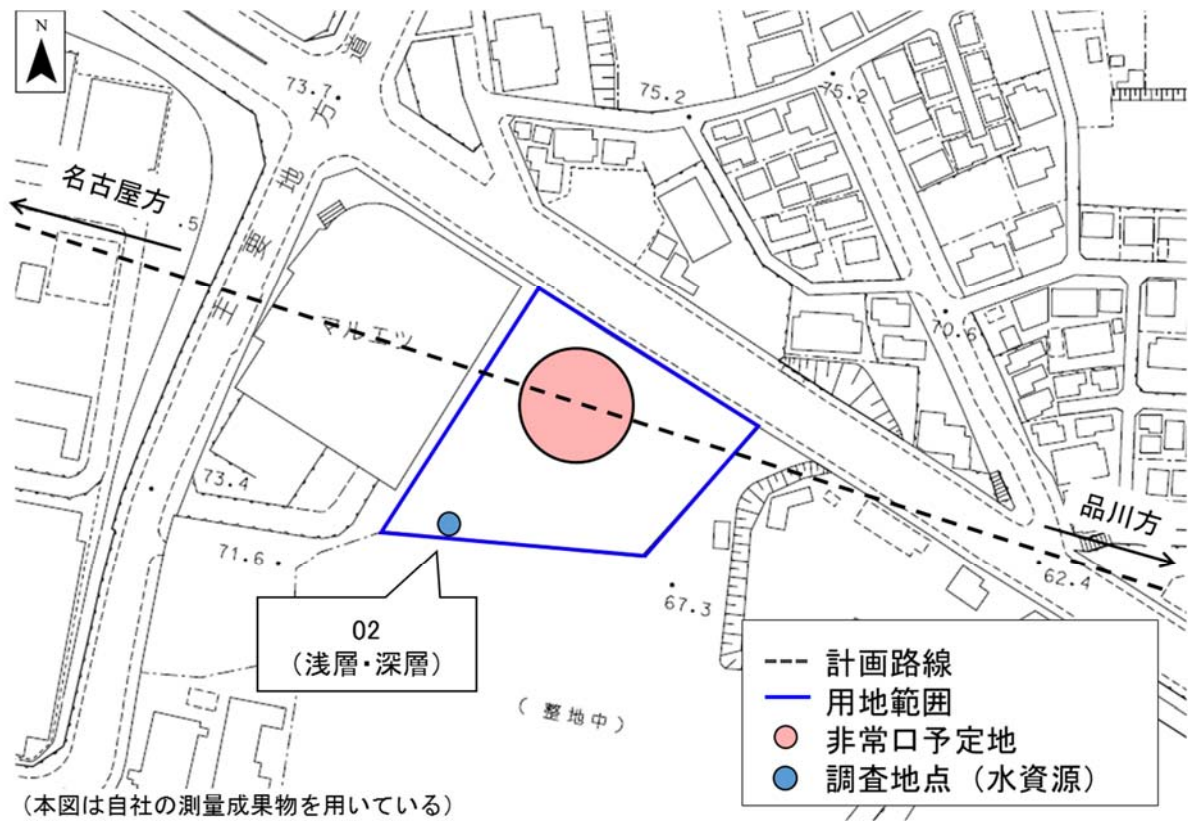 N
道
方
地
要
主
73.7
75.2
75.2
名古屋方
.5
マルエツ
70.6
73.4
71.6
品川方
62.4
67.3
02
（浅層・深層）
（整地中）
計画路線
用地範囲
非常口予定地
調査地点（水資源）
（本図は自社の測量成果物を用いている）